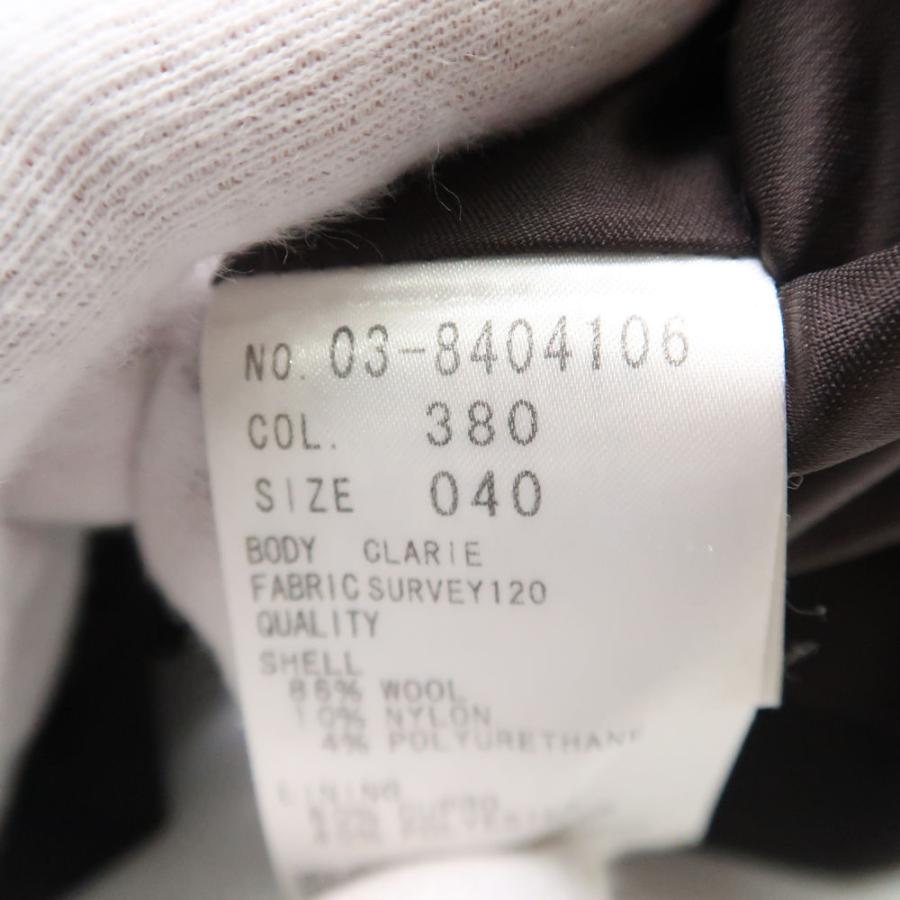 NO. 03-8404106
COL. 380
SIZE 040
BODY CLARIE
FABRIC SURVEY120
QUALITY
SHELL
86% WOOL
10% NYLON
4% POLYURETHANE
LINING